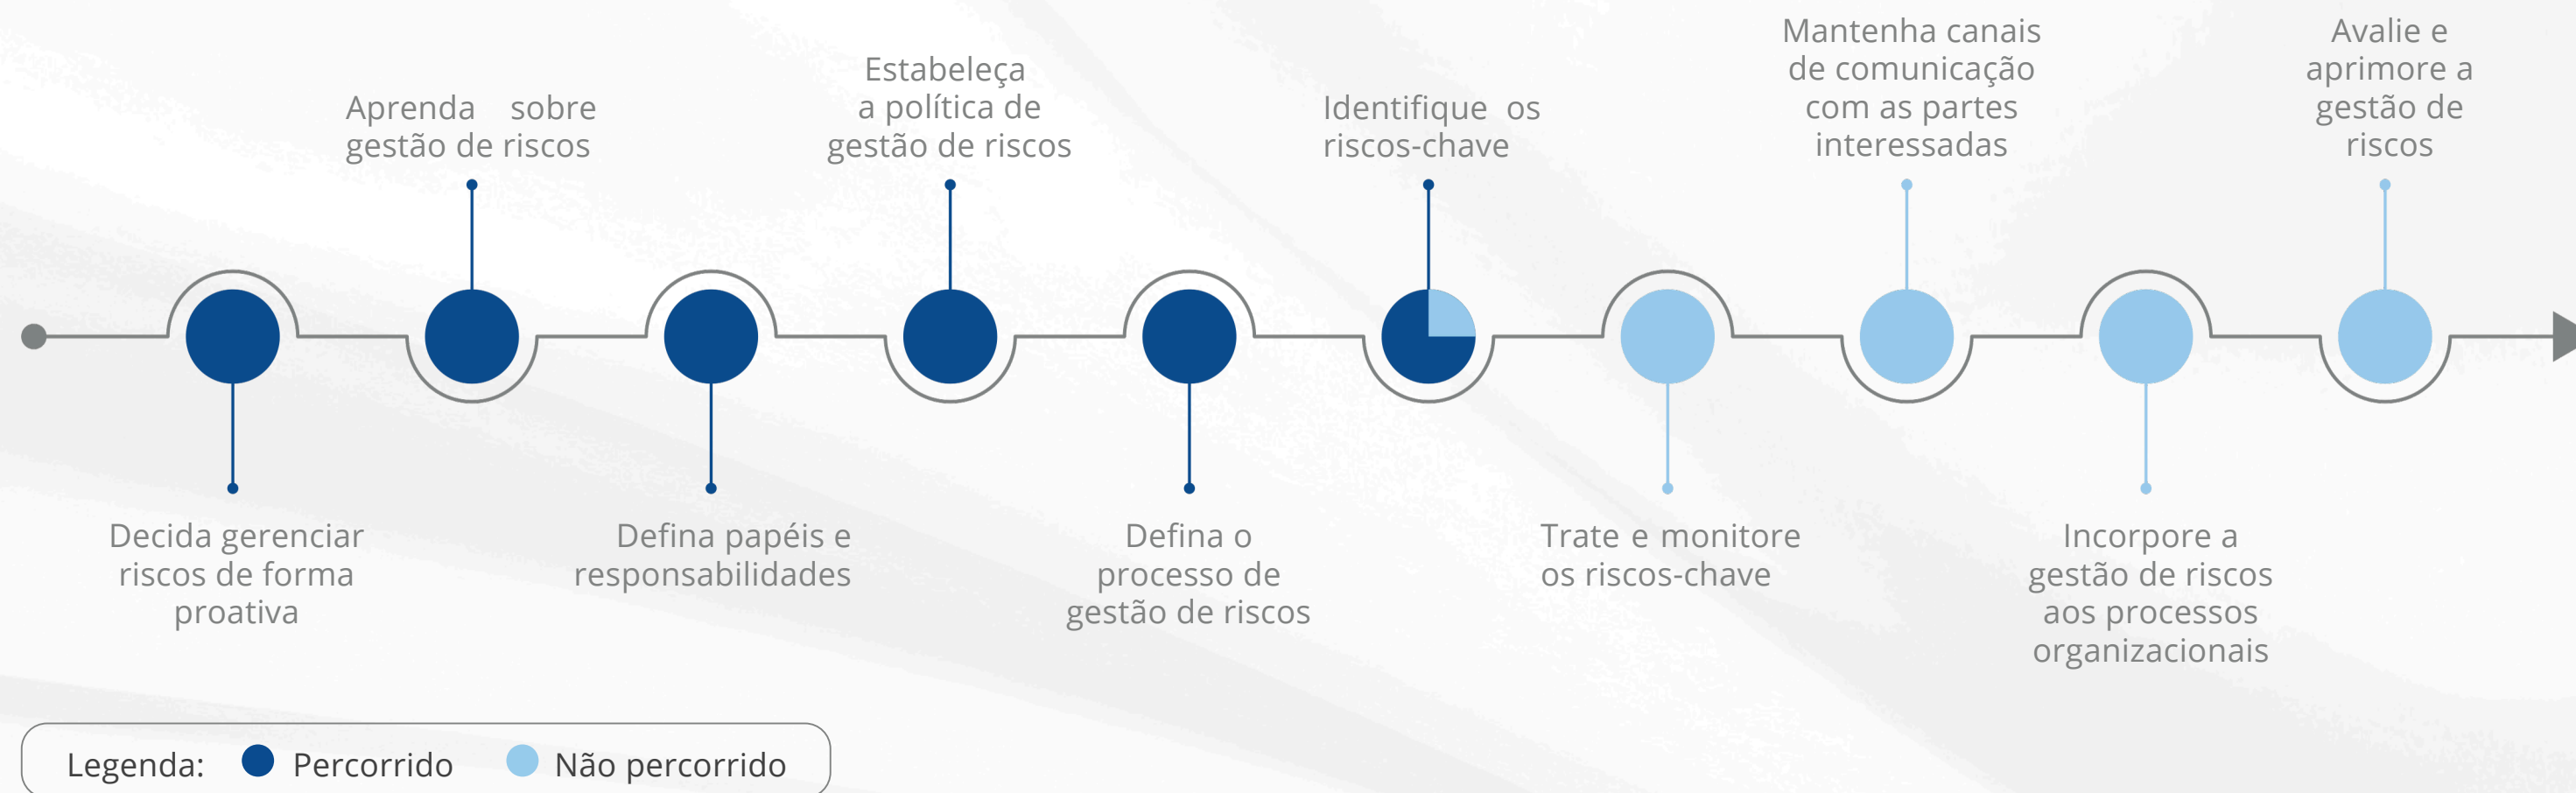 Decida gerenciar
riscos de forma
proativa
Aprenda sobre
gestão de riscos
Defina papéis e
responsabilidades
Estabeleça
a política de
gestão de riscos
Defina o
processo de
gestão de riscos
Identifique os
riscos-chave
Trate e monitore
os riscos-chave
Mantenha canais
de comunicação
com as partes
interessadas
Incorpore a
gestão de riscos
aos processos
organizacionais
Avalie e
aprimore a
gestão de
riscos
Legenda: Percorrido Não percorrido